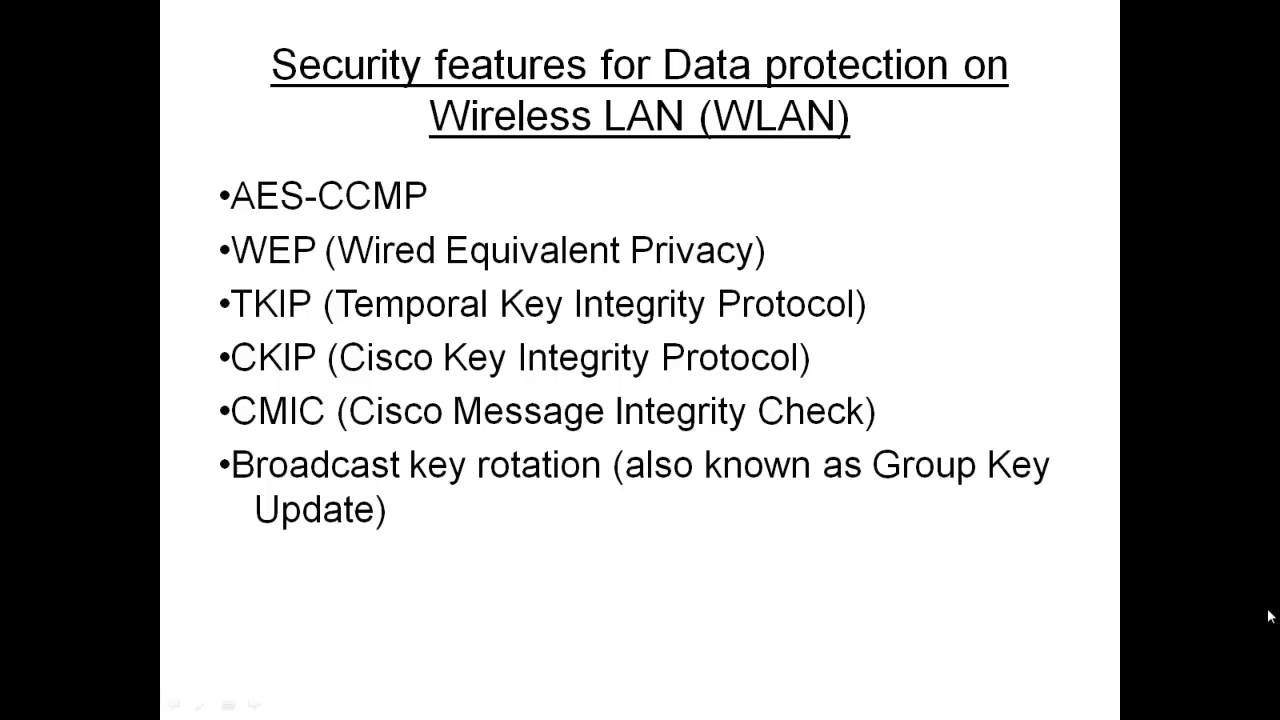 Security features for Data protection on
Wireless LAN (WLAN)
•AES-CCMP
•WEP (Wired Equivalent Privacy)
•TKIP (Temporal Key Integrity Protocol)
•CKIP (Cisco Key Integrity Protocol)
•CMIC (Cisco Message Integrity Check)
•Broadcast key rotation (also known as Group Key
Update)